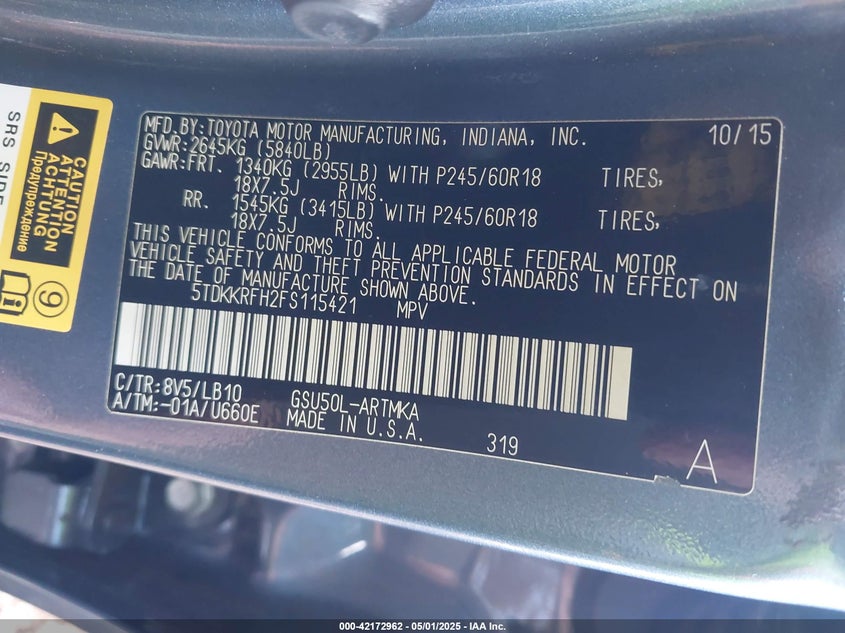 MFD.BY:TOYOTA MOTOR MANUFACTURING, INDIANA, INC. 10/15
GVWR:2645KG (5840LB)
GAWR:FRT. 1340KG (2955LB) WITH P245/60R18 TIRES,
18X7.5J RIMS.
RR. 1545KG (3415LB) WITH P245/60R18 TIRES,
18X7.5J RIMS.
THIS VEHICLE CONFORMS TO ALL APPLICABLE FEDERAL MOTOR
VEHICLE SAFETY AND THEFT PREVENTION STANDARDS IN EFFECT ON
THE DATE OF MANUFACTURE SHOWN ABOVE.
5TDKKRFH2FS115421 MPV
C/TR:8V5/LB10 GSU50L-ARTMKA
A/TM:-01A/U660E MADE IN U.S.A. 319
A
CAUTION
ATTENTION
ACHTUNG
Предупреждение
9
SRS SIDE
000-42172962 - 05/01/2025 - IAA Inc.